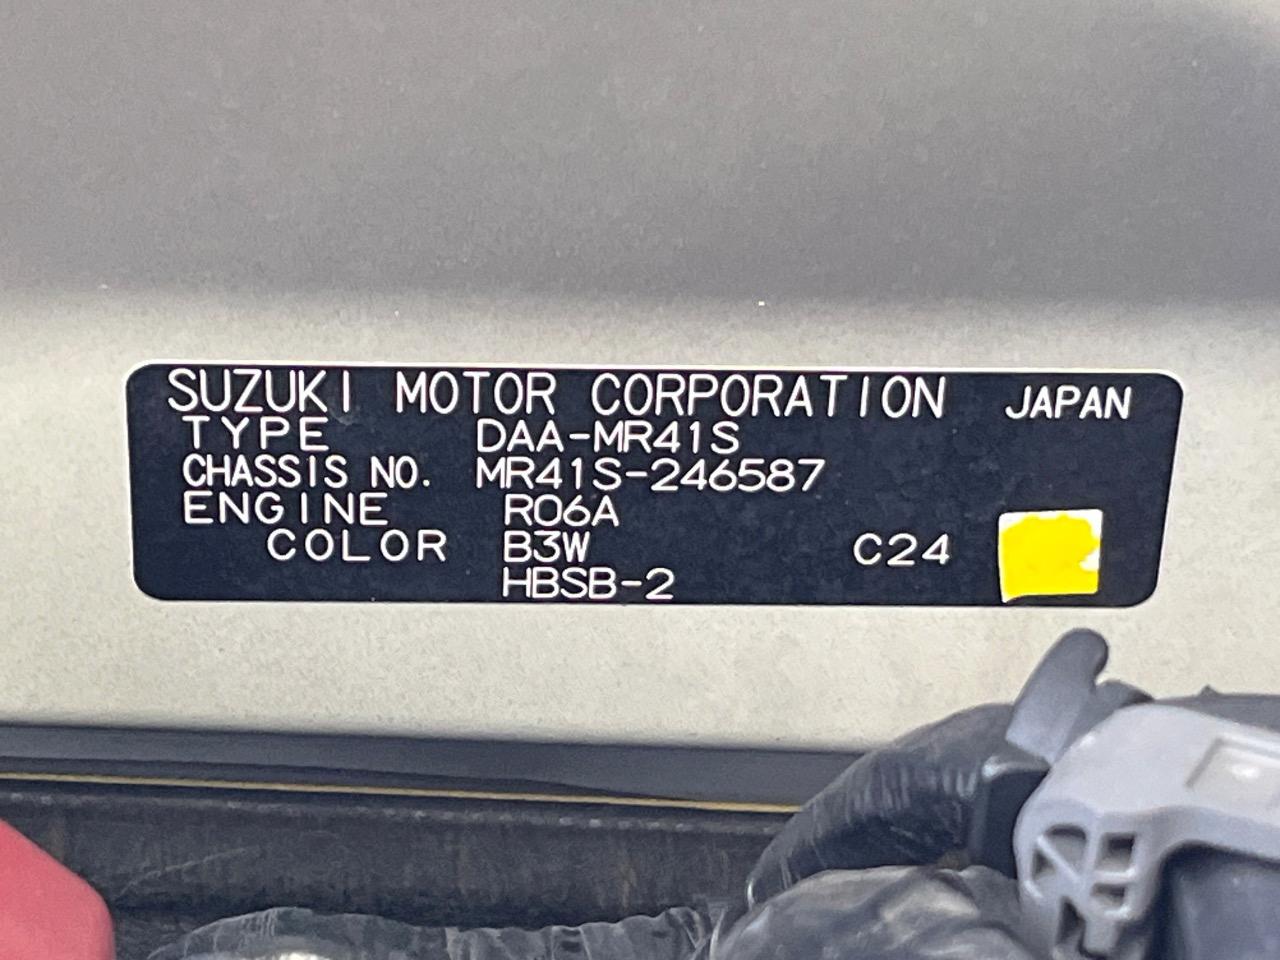 SUZUKI MOTOR CORPORATION JAPAN
TYPE DAA-MR41S
CHASSIS NO. MR41S-246587
ENGINE R06A
COLOR B3W C24
HBSB-2